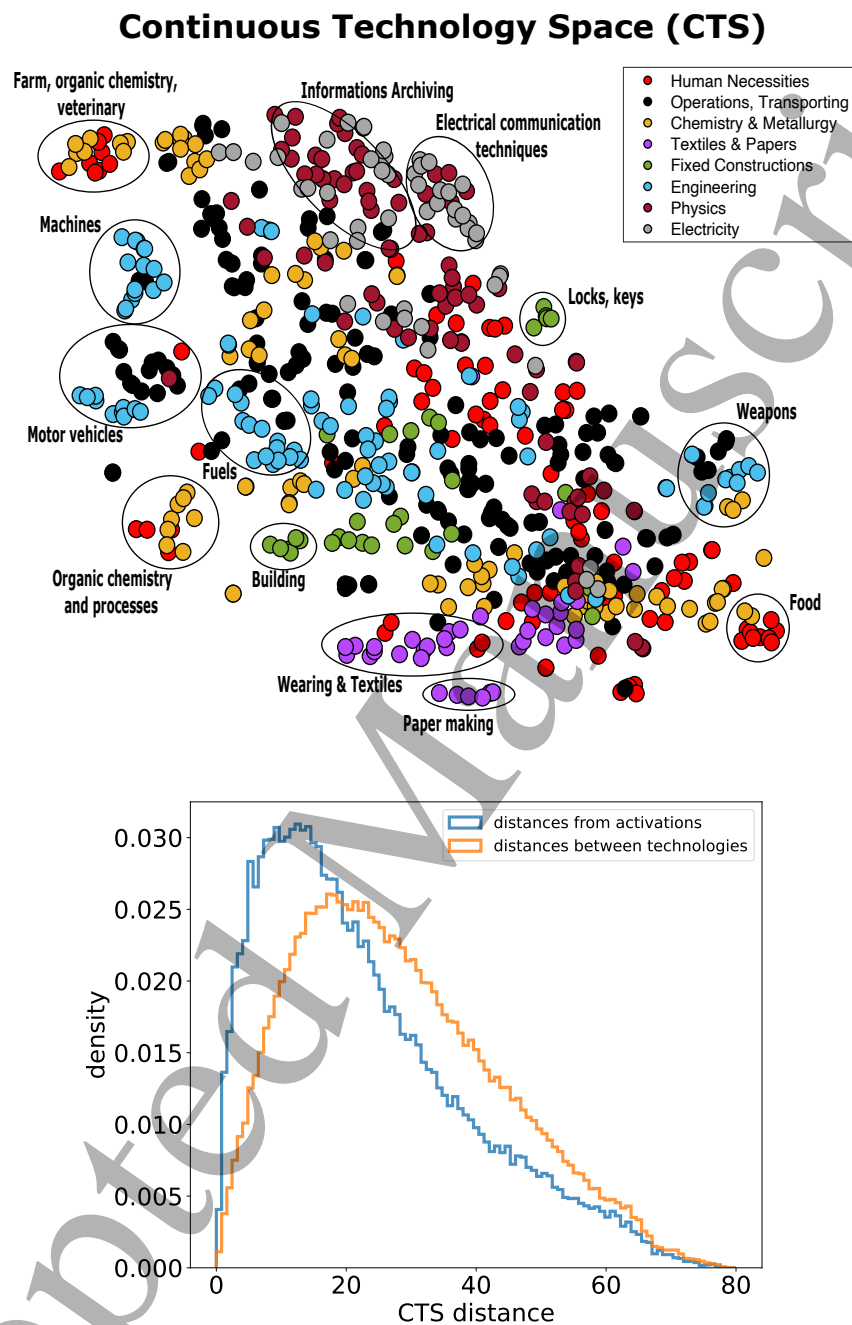 Continuous Technology Space (CTS)
Farm, organic chemistry,
veterinary
Informations Archiving
Electrical communication
techniques
Human Necessities
Operations, Transporting
Chemistry & Metallurgy
Textiles & Papers
Fixed Constructions
Engineering
Physics
Electricity
Machines
Locks, keys
Motor vehicles
Fuels
Weapons
Organic chemistry
and processes
Building
Food
Wearing & Textiles
Paper making
distances from activations
distances between technologies
density
0.030
0.025
0.020
0.015
0.010
0.005
0.000
0
20
40
60
80
CTS distance
pted Manuscri